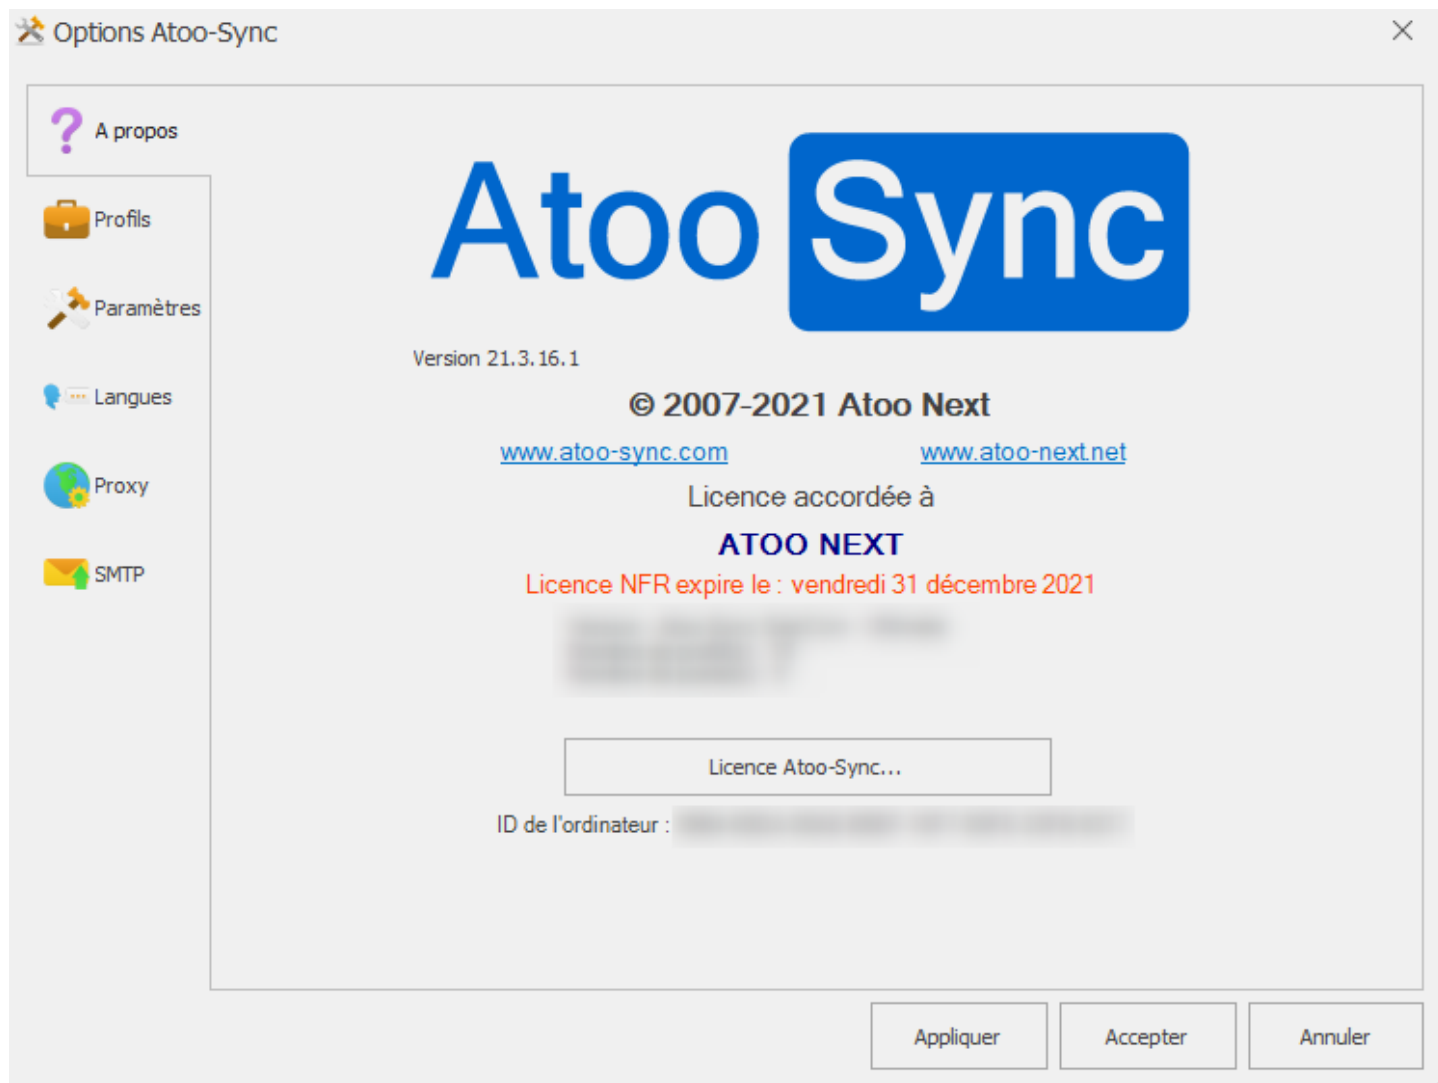 Options Atoo-Sync
A propos
Profils
Paramètres
Langues
Proxy
SMTP
Atoo Sync
Version 21.3.16.1
© 2007-2021 Atoo Next
www.atoo-sync.com www.atoo-next.net
Licence accordée à
ATOO NEXT
Licence NFR expire le : vendredi 31 décembre 2021
Licence Atoo-Sync...
ID de l'ordinateur :
Appliquer Accepter Annuler